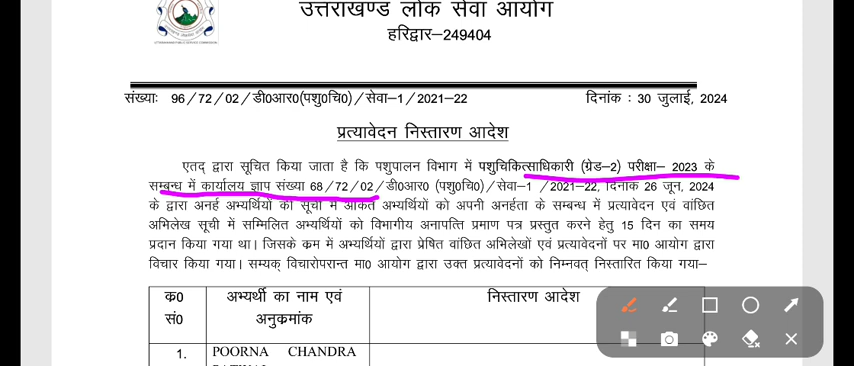 उत्तराखण्ड लोक सेवा आयोग
हरिद्वार–249404
संख्याः 96/72/02/डी0आर0(पशु0चि0)/सेवा–1/2021–22 दिनांक : 30 जुलाई, 2024
प्रत्यावेदन निस्तारण आदेश
एतद् द्वारा सूचित किया जाता है कि पशुपालन विभाग में पशुचिकित्साधिकारी (ग्रेड–2) परीक्षा– 2023 के
सम्बन्ध में कार्यालय ज्ञाप संख्या 68/72/02/डी0आर0 (पशु0चि0)/सेवा–1 /2021–22, दिनांक 26 जून, 2024
के द्वारा अनर्ह अभ्यर्थियों की सूची में अंकित अभ्यर्थियों को अपनी अनर्हता के सम्बन्ध में प्रत्यावेदन एवं वांछित
अभिलेख सूची में सम्मिलित अभ्यर्थियों को विभागीय अनापत्ति प्रमाण पत्र प्रस्तुत करने हेतु 15 दिन का समय
प्रदान किया गया था। जिसके क्रम में अभ्यर्थियों द्वारा प्रेषित वांछित अभिलेखों एवं प्रत्यावेदनों पर मा0 आयोग द्वारा
विचार किया गया। सम्यक् विचारोपरान्त मा0 आयोग द्वारा उक्त प्रत्यावेदनों को निम्नवत् निस्तारित किया गया–
क्र0 अभ्यर्थी का नाम एवं निस्तारण आदेश
सं0 अनुक्रमांक
1. POORNA CHANDRA